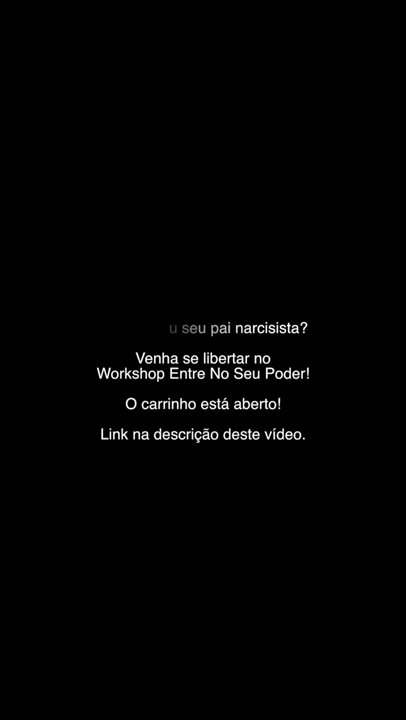 u seu pai narcisista?
Venha se libertar no
Workshop Entre No Seu Poder!
O carrinho está aberto!
Link na descrição deste vídeo.